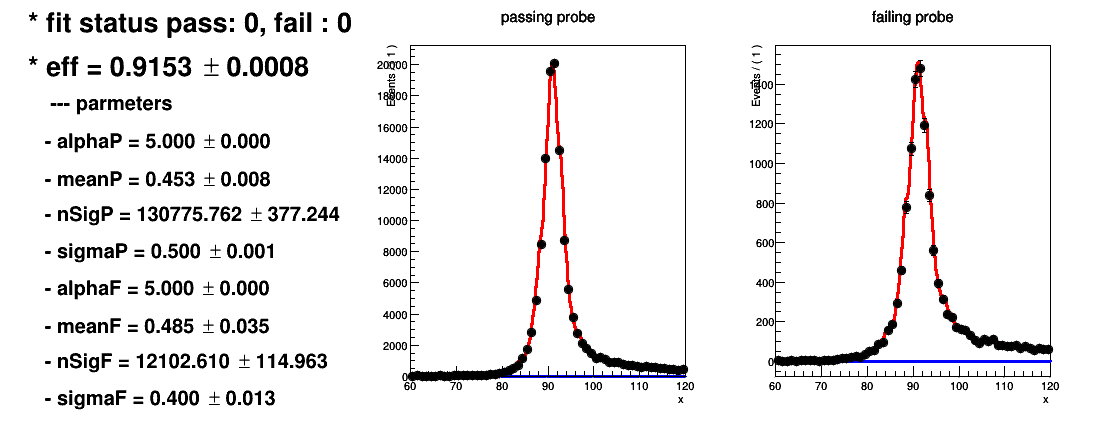 * fit status pass: 0, fail : 0
* eff = 0.9153 ± 0.0008
--- parmeters
- alphaP = 5.000 ± 0.000
- meanP = 0.453 ± 0.008
- nSigP = 130775.762 ± 377.244
- sigmaP = 0.500 ± 0.001
- alphaF = 5.000 ± 0.000
- meanF = 0.485 ± 0.035
- nSigF = 12102.610 ± 114.963
- sigmaF = 0.400 ± 0.013
passing probe
Events / ( 1 )
20000
18000
16000
14000
12000
10000
8000
6000
4000
2000
0
60 70 80 90 100 110 120
x
failing probe
Events / ( 1 )
1400
1200
1000
800
600
400
200
0
60 70 80 90 100 110 120
x